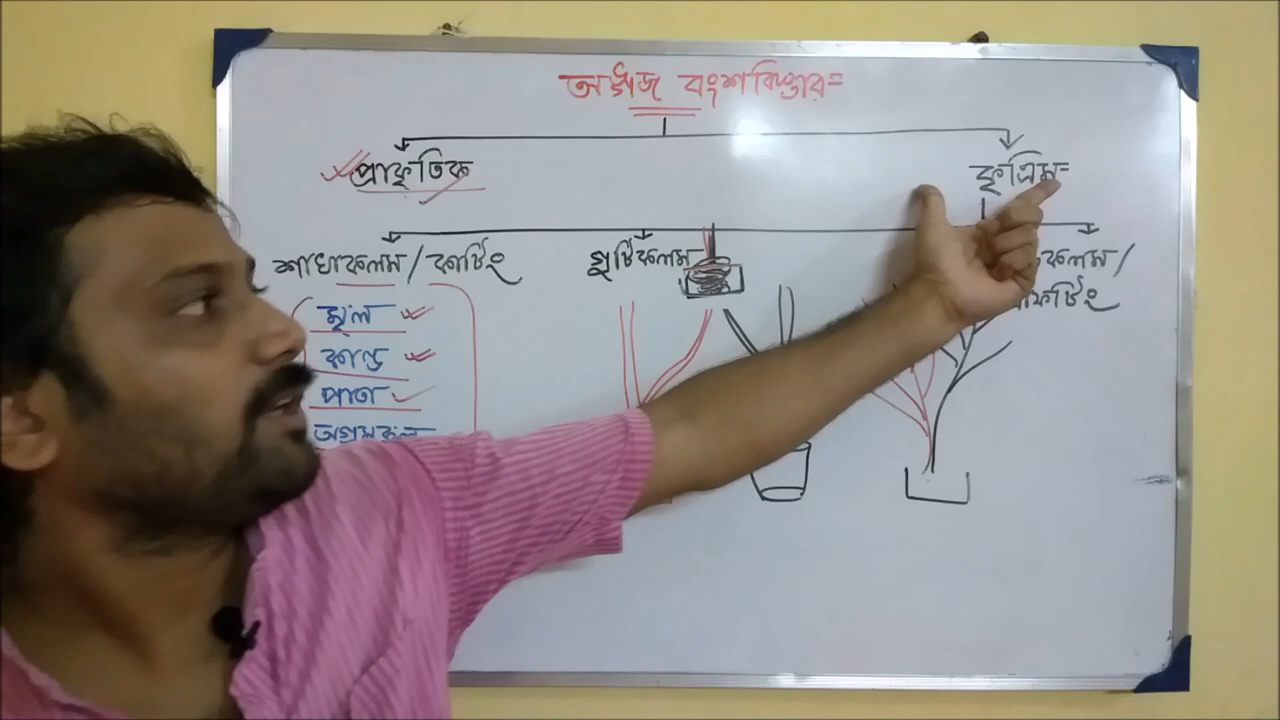 অঙ্গজ বংশবিস্তার=
প্রাকৃতিক
কৃত্রিম=
শাখাকলম / কাটিং
গুটিকলম
কলম /
মূল
কান্ড
পাতা